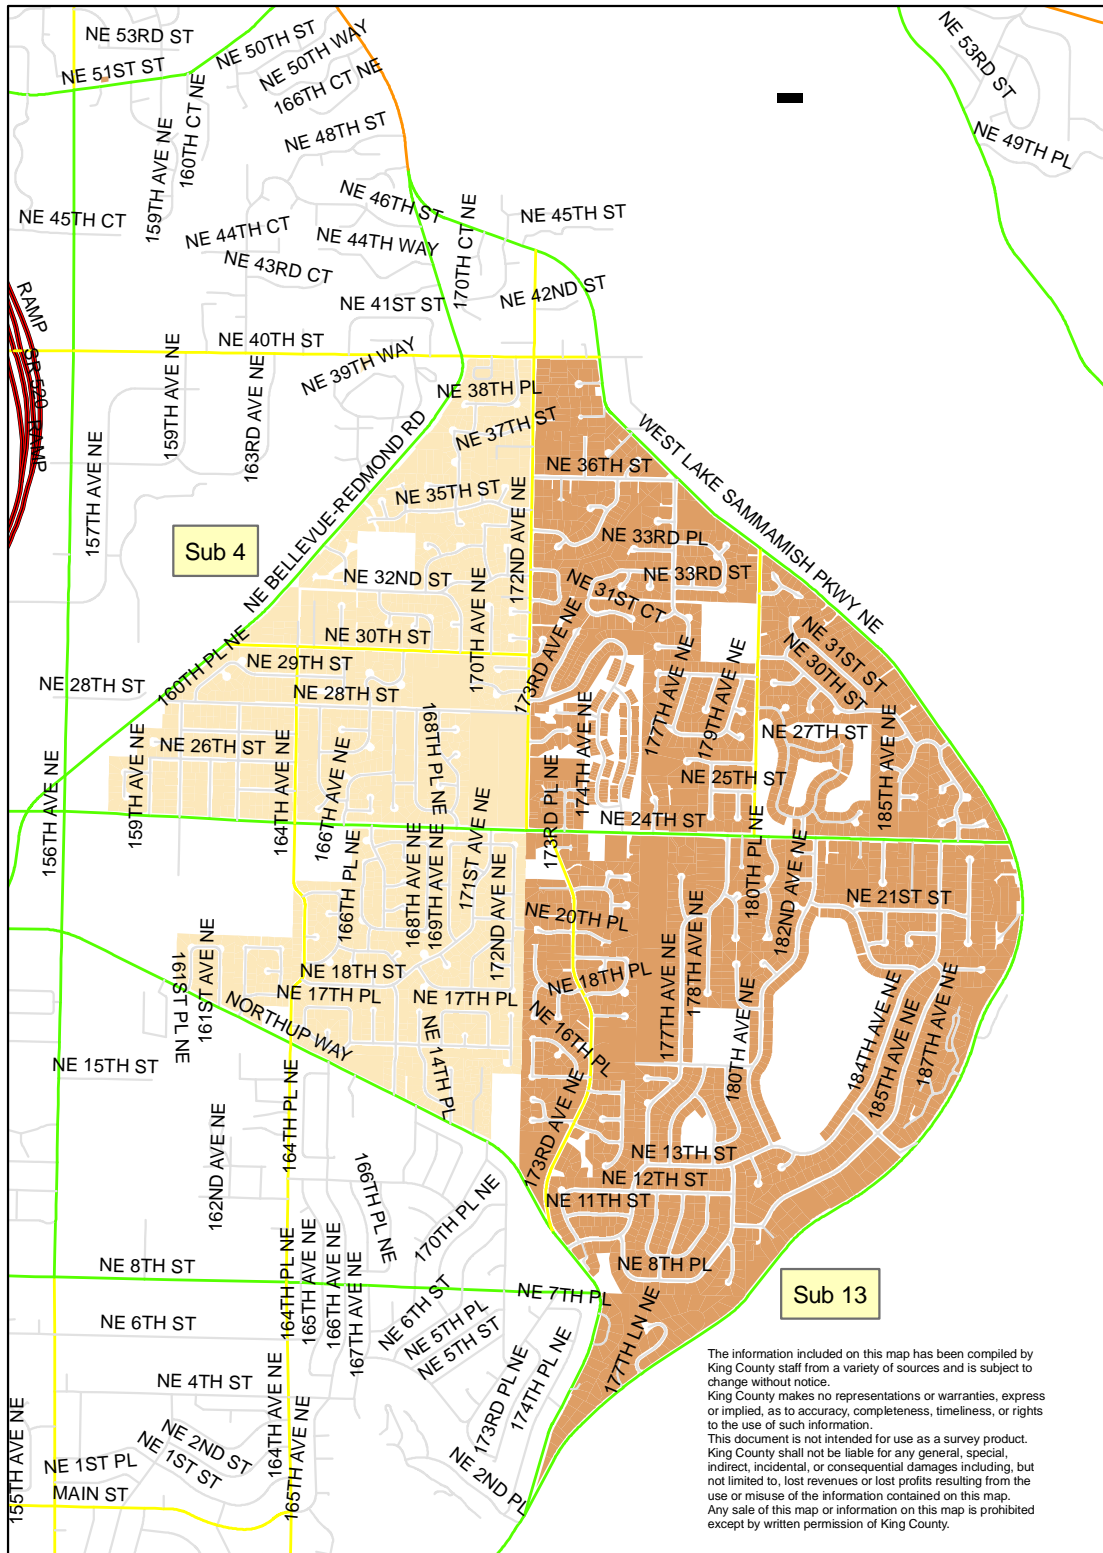 NE 53RD ST
NE 50TH ST
NE 51ST ST
NE 50TH WAY
166TH CT NE
160TH CT NE
159TH AVE NE
NE 48TH ST
NE 53RD ST
NE 49TH PL
NE 46TH ST
170TH CT NE
NE 45TH ST
NE 45TH CT
NE 44TH CT
NE 44TH WAY
NE 43RD CT
NE 41ST ST
NE 42ND ST
RAMP
SR 520
RAMP
NE 40TH ST
NE 39TH WAY
159TH AVE NE
163RD AVE NE
157TH AVE NE
NE 38TH PL
NE 37TH ST
NE BELLEVUE-REDMOND RD
WEST LAKE SAMMAMISH PKWY NE
NE 36TH ST
NE 35TH ST
172ND AVE NE
Sub 4
NE 33RD PL
NE 33RD ST
NE 32ND ST
NE 31ST CT
170TH AVE NE
173RD AVE NE
NE 30TH ST
NE 31ST ST
NE 30TH ST
160TH PL NE
NE 29TH ST
NE 28TH ST
NE 28TH ST
177TH AVE NE
179TH AVE NE
174TH AVE NE
168TH PL NE
NE 27TH ST
185TH AVE NE
NE 26TH ST
NE 25TH ST
156TH AVE NE
159TH AVE NE
164TH AVE NE
166TH AVE NE
171ST AVE NE
173RD PL NE
NE 24TH ST
180TH PL NE
182ND AVE NE
166TH PL NE
168TH AVE NE
169TH AVE NE
172ND AVE NE
NE 21ST ST
NE 20TH PL
161ST PL NE
161ST AVE NE
NE 18TH ST
NE 18TH PL
NE 17TH PL
NE 17TH PL
177TH AVE NE
178TH AVE NE
180TH AVE NE
184TH AVE NE
185TH AVE NE
187TH AVE NE
NORTHUP WAY
NE 16TH PL
NE 15TH ST
NE 14TH PL
164TH PL NE
162ND AVE NE
173RD AVE NE
NE 13TH ST
NE 12TH ST
NE 11TH ST
166TH PL NE
170TH PL NE
NE 8TH ST
164TH PL NE
165TH AVE NE
166TH AVE NE
167TH AVE NE
NE 8TH PL
NE 7TH PL
Sub 13
NE 6TH ST
NE 6TH ST
NE 5TH PL
NE 5TH ST
177TH LN NE
173RD PL NE
174TH PL NE
NE 4TH ST
164TH AVE NE
165TH AVE NE
155TH AVE NE
NE 2ND ST
NE 1ST ST
NE 1ST PL
MAIN ST
NE 2ND PL
The information included on this map has been compiled by
King County staff from a variety of sources and is subject to
change without notice.
King County makes no representations or warranties, express
or implied, as to accuracy, completeness, timeliness, or rights
to the use of such information.
This document is not intended for use as a survey product.
King County shall not be liable for any general, special,
indirect, incidental, or consequential damages including, but
not limited to, lost revenues or lost profits resulting from the
use or misuse of the information contained on this map.
Any sale of this map or information on this map is prohibited
except by written permission of King County.